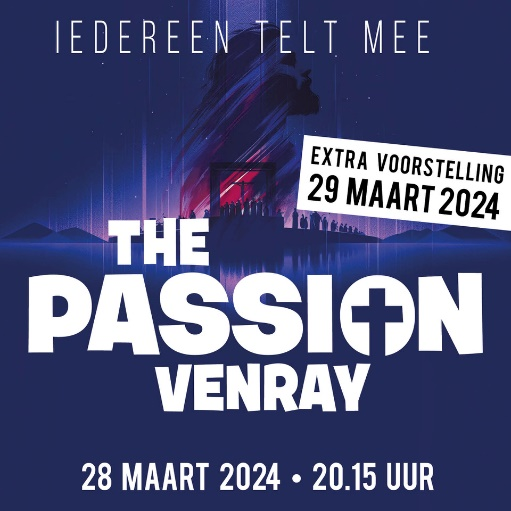 IEDEREEN TELT MEE
EXTRA VOORSTELLING
29 MAART 2024
THE
PASSION
VENRAY
28 MAART 2024 • 20.15 UUR